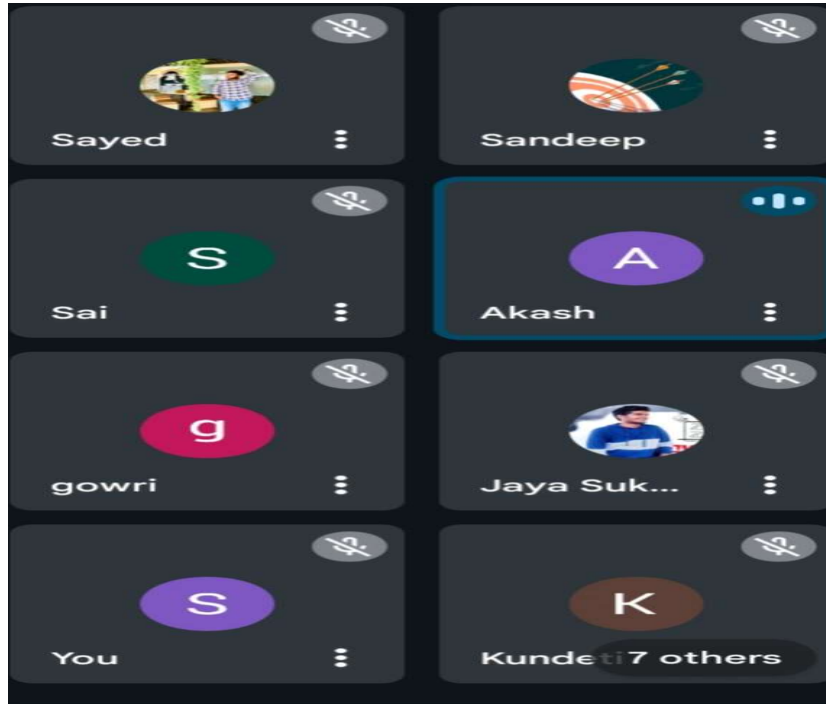 Sayed
Sandeep
S
Sai
A
Akash
g
gowri
Jaya Suk...
S
You
K
Kundeti 7 others